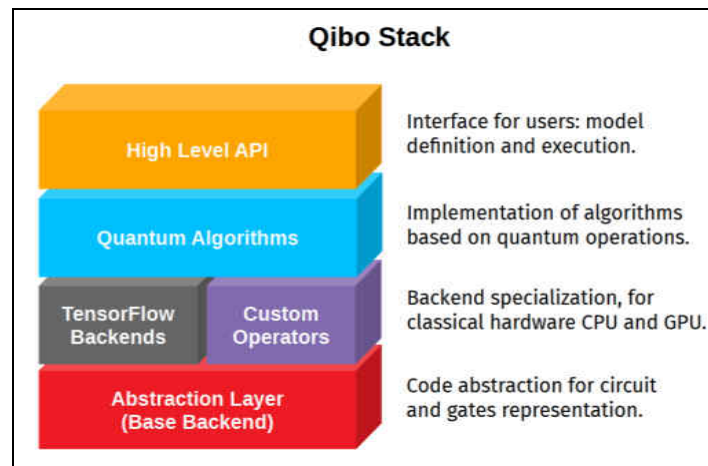 Qibo Stack
High Level API
Interface for users: model
definition and execution.
Quantum Algorithms
Implementation of algorithms
based on quantum operations.
TensorFlow
Backends
Custom
Operators
Backend specialization, for
classical hardware CPU and GPU.
Abstraction Layer
(Base Backend)
Code abstraction for circuit
and gates representation.